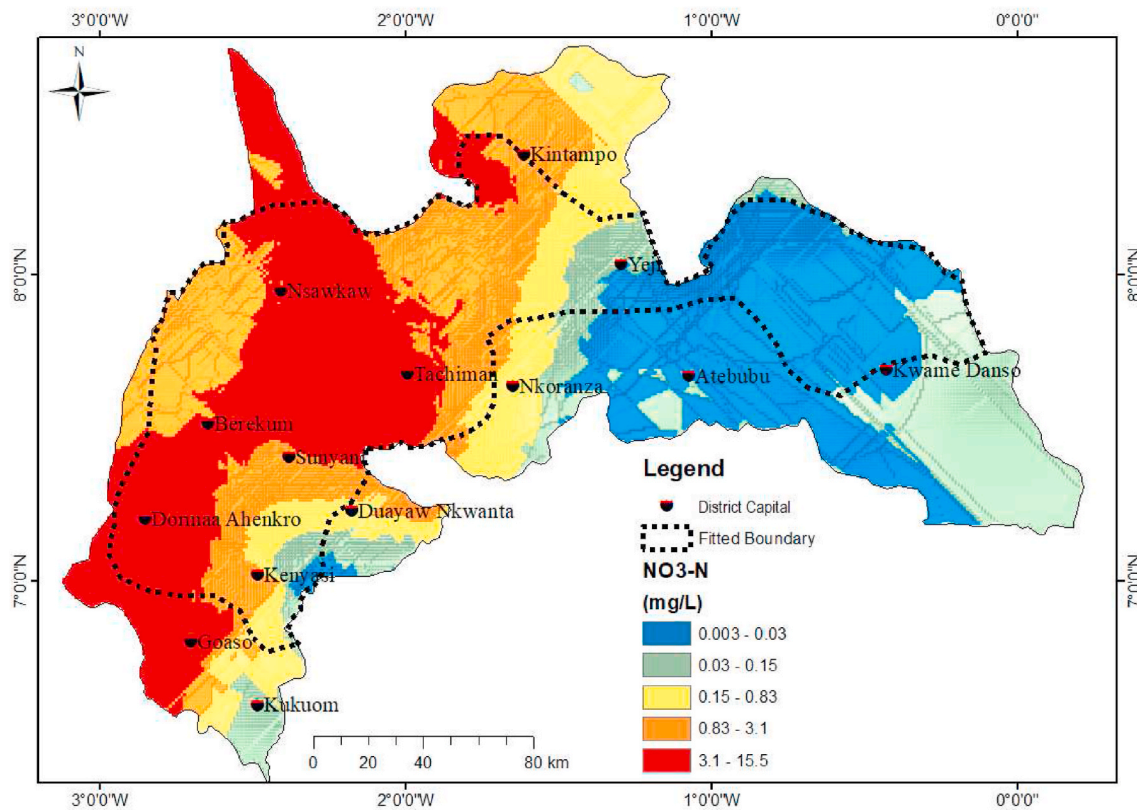 3°0'0"W 2°0'0"W 1°0'0"W 0°0'0"
N
Kintampo
8°0'0"N
Yeji
8°0'0"N
Nsawkaw
Tachiman
Nkoranza
Atebubu
Kwame Danso
Berekum
Sunyani
Duayaw Nkwanta
Dormaa Ahenkro
7°0'0"N
Kenyasi
7°0'0"N
Goaso
Kukuom
Legend
District Capital
Fitted Boundary
NO3-N
(mg/L)
0.003 - 0.03
0.03 - 0.15
0.15 - 0.83
0.83 - 3.1
3.1 - 15.5
0 20 40 80 km
3°0'0"W 2°0'0"W 1°0'0"W 0°0'0"